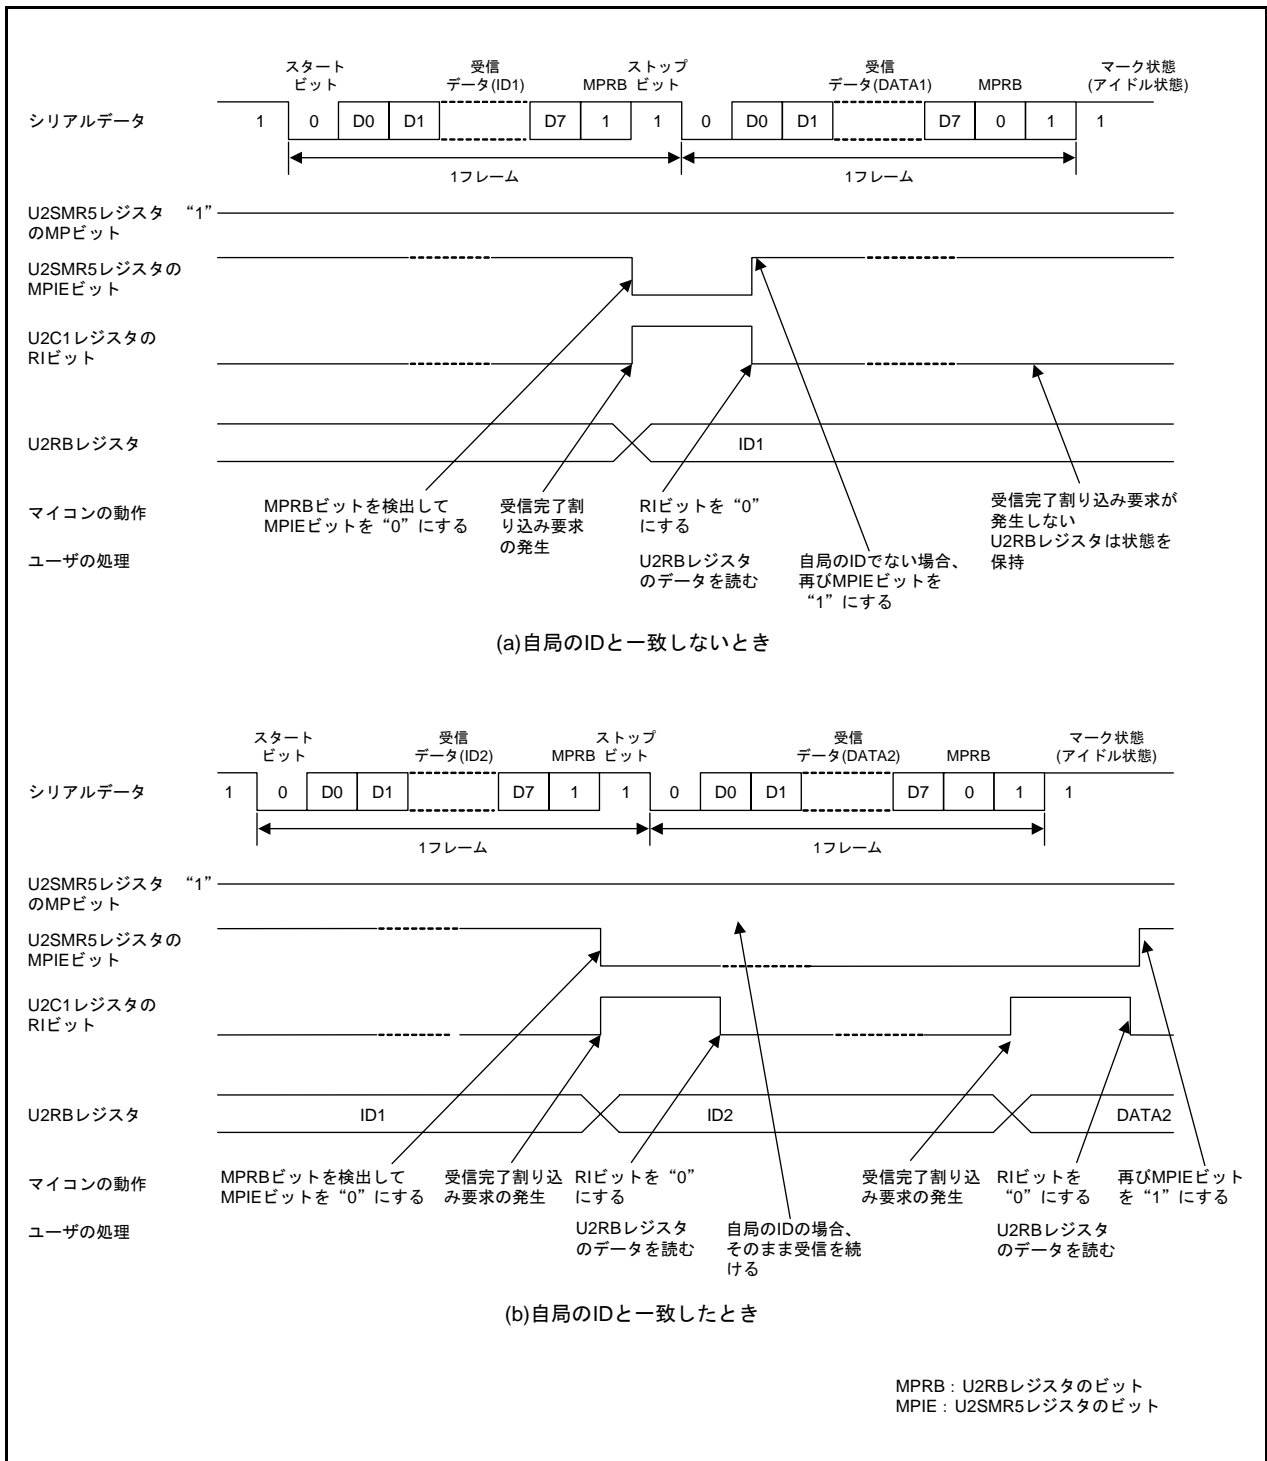 スタート
ビット
受信
データ(ID1)
MPRB
ストップ
ビット
受信
データ(DATA1)
MPRB
マーク状態
(アイドル状態)
シリアルデータ
1 0 D0 D1 D7 1 1 0 D0 D1 D7 0 1 1
1フレーム 1フレーム
U2SMR5レジスタ “1”
のMPビット
U2SMR5レジスタの
MPIEビット
U2C1レジスタの
RIビット
U2RBレジスタ ID1
マイコンの動作
MPRBビットを検出して
MPIEビットを“0”にする
受信完了割
り込み要求
の発生
RIビットを“0”
にする
受信完了割り込み要求が
発生しない
U2RBレジスタは状態を
保持
ユーザの処理
U2RBレジスタ
のデータを読む
自局のIDでない場合、
再びMPIEビットを
“1”にする
(a)自局のIDと一致しないとき
スタート
ビット
受信
データ(ID2)
MPRB
ストップ
ビット
受信
データ(DATA2)
MPRB
マーク状態
(アイドル状態)
シリアルデータ
1 0 D0 D1 D7 1 1 0 D0 D1 D7 0 1 1
1フレーム 1フレーム
U2SMR5レジスタ “1”
のMPビット
U2SMR5レジスタの
MPIEビット
U2C1レジスタの
RIビット
U2RBレジスタ ID1 ID2 DATA2
マイコンの動作
MPRBビットを検出して
MPIEビットを“0”にする
受信完了割り込
み要求の発生
RIビットを“0”
にする
受信完了割り込
み要求の発生
RIビットを
“0”にする
再びMPIEビット
を“1”にする
ユーザの処理
U2RBレジスタ
のデータを読む
自局のIDの場合、
そのまま受信を続
ける
U2RBレジスタ
のデータを読む
(b)自局のIDと一致したとき
MPRB：U2RBレジスタのビット
MPIE：U2SMR5レジスタのビット